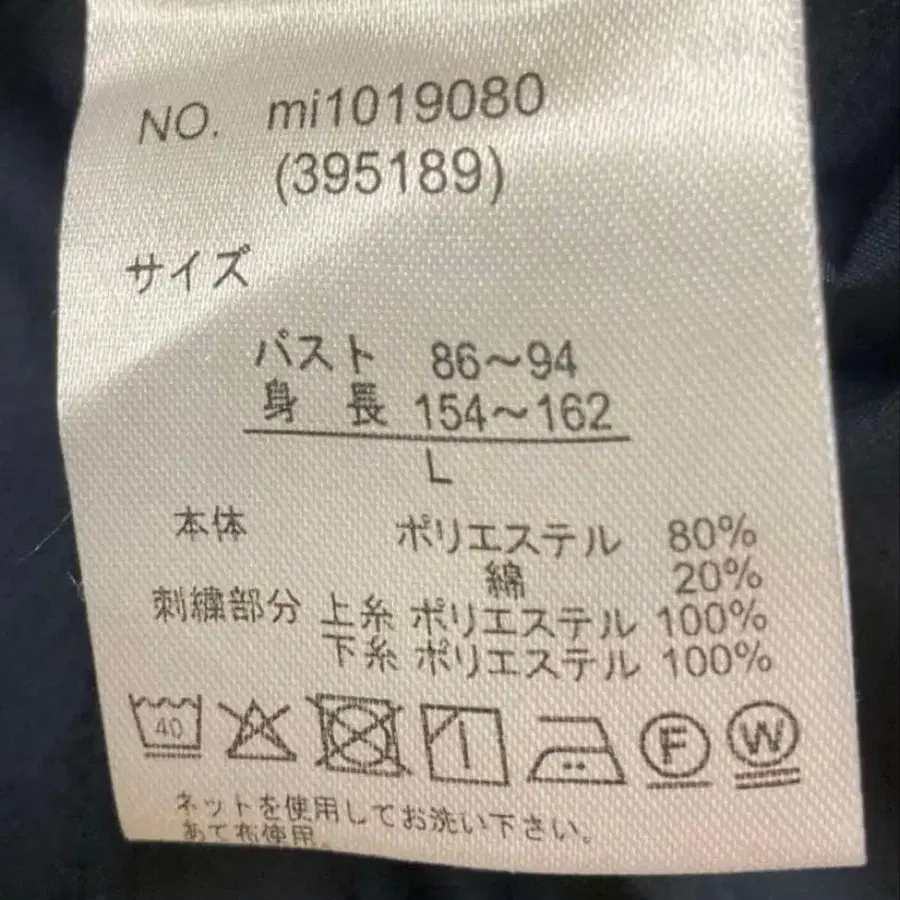 NO. mi1019080
(395189)
サイズ
バスト 86〜94
身 長 154〜162
L
本体 ポリエステル 80%
綿 20%
刺繍部分 上糸 ポリエステル 100%
下糸 ポリエステル 100%
40 F W
ネットを使用してお洗い下さい。
あて布使用。